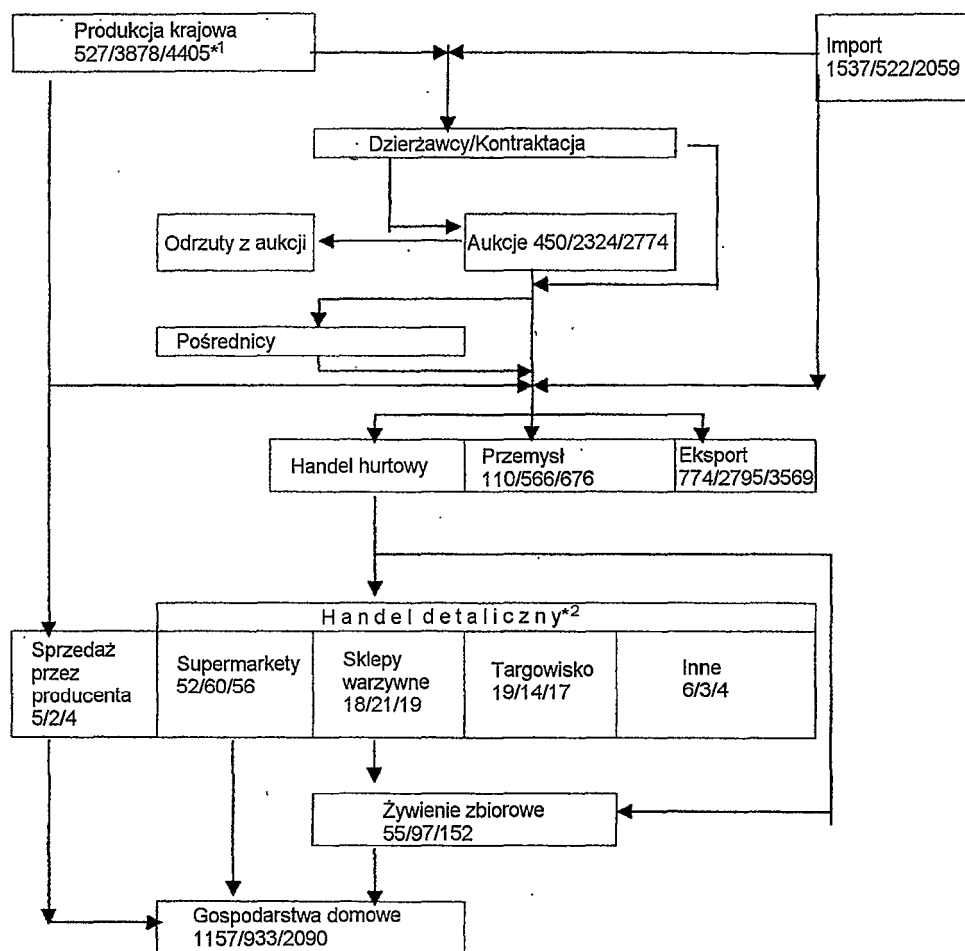 Produkcja krajowa
527/3878/4405*1
Import
1537/522/2059
Dzierżawcy/Kontraktacja
Odrzuty z aukcji
Aukcje 450/2324/2774
Pośrednicy
Handel hurtowy
Przemysł
110/566/676
Eksport
774/2795/3569
Handel detaliczny*2
Sprzedaż
przez
producenta
5/2/4
Supermarkety
52/60/56
Sklepy
warzywne
18/21/19
Targowisko
19/14/17
Inne
6/3/4
Żywienie zbiorowe
55/97/152
Gospodarstwa domowe
1157/933/2090